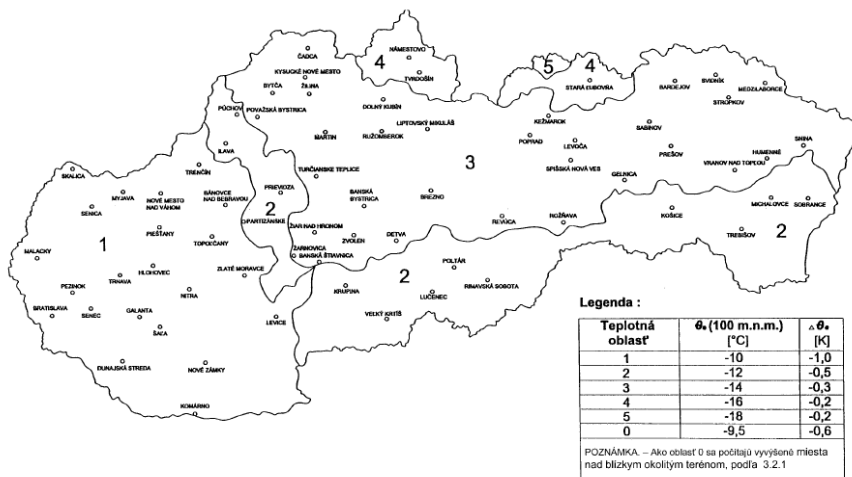 ČADCA
NÁMESTOVO
4
TVRDOŠÍN
5
4
STARÁ ĽUBOVŇA
KYSUCKÉ NOVÉ MESTO
BYTČA
ŽILINA
BARDEJOV
SVIDNÍK
MEDZILABORCE
STROPKOV
DOLNÝ KUBÍN
PÚCHOV
POVAŽSKÁ BYSTRICA
LIPTOVSKÝ MIKULÁŠ
KEŽMAROK
SABINOV
MARTIN
RUŽOMBEROK
POPRAD
LEVOČA
ILAVA
PREŠOV
HUMENNÉ
SNINA
3
SPIŠSKÁ NOVÁ VES
VRANOV NAD TOPĽOU
TRENČÍN
TURČIANSKE TEPLICE
GELNICA
SKALICA
MYJAVA
NOVÉ MESTO
NAD VÁHOM
BÁNOVCE
NAD BEBRAVOU
PRIEVIDZA
BANSKÁ
BYSTRICA
BREZNO
MICHALOVCE
SOBRANCE
SENICA
2
PARTIZÁNSKE
REVÚCA
ROŽŇAVA
KOŠICE
PIEŠŤANY
TOPOĽČANY
ŽIAR NAD HRONOM
ZVOLEN
DETVA
TREBIŠOV
2
1
ŽARNOVICA
BANSKÁ ŠTIAVNICA
MALACKY
HLOHOVEC
ZLATÉ MORAVCE
POLTÁR
2
TRNAVA
KRUPINA
LUČENEC
RIMAVSKÁ SOBOTA
PEZINOK
NITRA
BRATISLAVA
SENEC
GALANTA
ŠAĽA
LEVICE
VEĽKÝ KRTÍŠ
DUNAJSKÁ STREDA
NOVÉ ZÁMKY
KOMÁRNO
Legenda :
Teplotná oblasť θₑ (100 m.n.m.) [°C] △ θₑ [K]
1 -10 -1,0
2 -12 -0,5
3 -14 -0,3
4 -16 -0,2
5 -18 -0,2
0 -9,5 -0,6
POZNÁMKA. – Ako oblasť 0 sa počítajú vyvýšené miesta
nad blízkym okolitým terénom, podľa 3.2.1